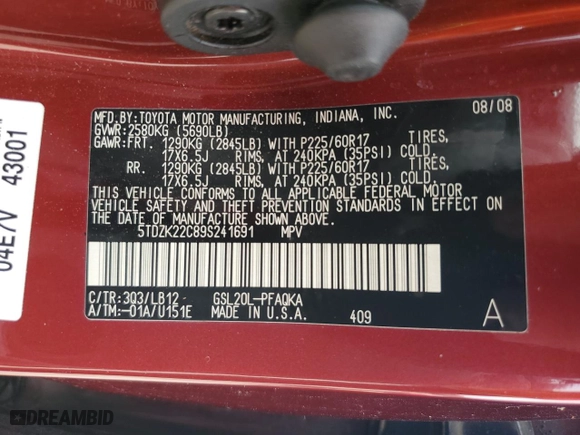 MFD.BY:TOYOTA MOTOR MANUFACTURING, INDIANA, INC. 08/08
GVWR:2580KG (5690LB)
GAWR:FRT. 1290KG (2845LB) WITH P225/60R17 TIRES,
17X6.5J RIMS, AT 240KPA (35PSI) COLD.
RR. 1290KG (2845LB) WITH P225/60R17 TIRES,
17X6.5J RIMS, AT 240KPA (35PSI) COLD.
THIS VEHICLE CONFORMS TO ALL APPLICABLE FEDERAL MOTOR
VEHICLE SAFETY AND THEFT PREVENTION STANDARDS IN EFFECT ON
THE DATE OF MANUFACTURE SHOWN ABOVE.
5TDZK22C89S241691 MPV
C/TR:3Q3/LB12 GSL20L-PFAQKA
A/TM:-01A/U151E MADE IN U.S.A.
409
A
04E7V 43001
DREAMBID